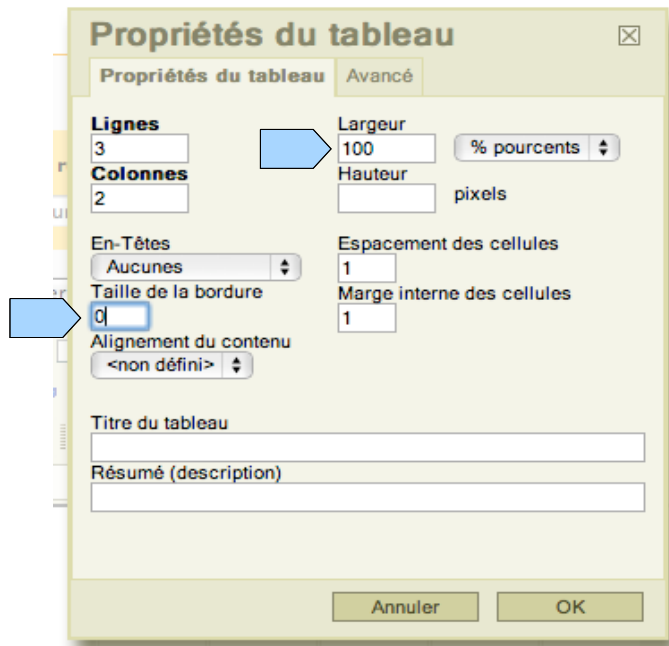 Propriétés du tableau
Propriétés du tableau Avancé
Lignes
3
Colonnes
2
Largeur
100 % pourcents
Hauteur
pixels
En-Têtes
Aucunes
Taille de la bordure
0
Alignement du contenu
<non défini>
Espacement des cellules
1
Marge interne des cellules
1
Titre du tableau
Résumé (description)
Annuler OK